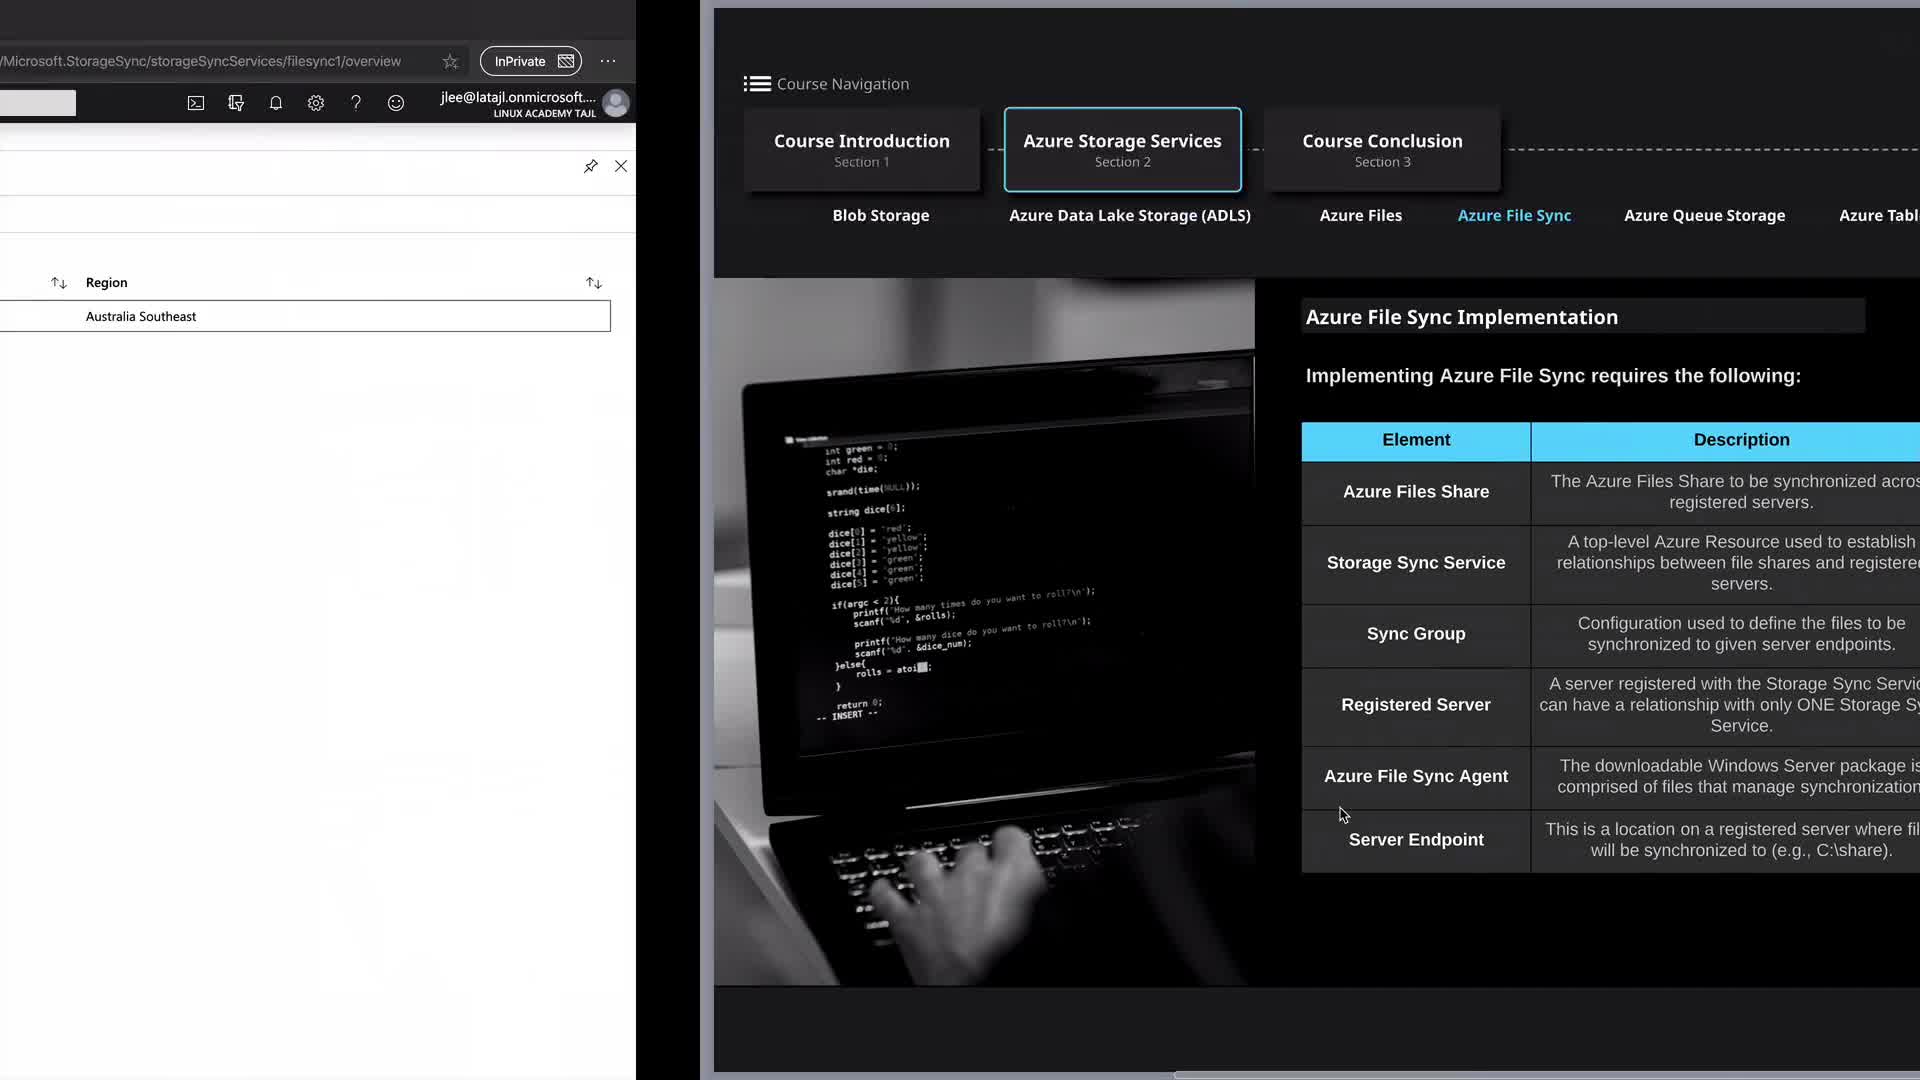 /Microsoft.StorageSync/storageSyncServices/filesync1/overview
InPrivate
jlee@latajl.onmicrosoft....
LINUX ACADEMY TAJL
Region
Australia Southeast
Course Navigation
Course Introduction
Section 1
Azure Storage Services
Section 2
Course Conclusion
Section 3
Blob Storage
Azure Data Lake Storage (ADLS)
Azure Files
Azure File Sync
Azure Queue Storage
Azure Tabl
int green = 0;
int red = 0;
char *die;
srand(time(NULL));
string dice[6];
dice[0] = "red";
dice[1] = "yellow";
dice[2] = "yellow";
dice[3] = "green";
dice[4] = "green";
dice[5] = "green";
if(argc < 2){
printf("How many times do you want to roll?\n");
scanf("%d", &rolls);
printf("How many dice do you want to roll?\n");
scanf("%d". &dice_num);
}else{
rolls = atoi
}
return 0;
-- INSERT --
Azure File Sync Implementation
Implementing Azure File Sync requires the following:
Element
Description
Azure Files Share
The Azure Files Share to be synchronized acros
registered servers.
Storage Sync Service
A top-level Azure Resource used to establish
relationships between file shares and registered
servers.
Sync Group
Configuration used to define the files to be
synchronized to given server endpoints.
Registered Server
A server registered with the Storage Sync Servic
can have a relationship with only ONE Storage Sy
Service.
Azure File Sync Agent
The downloadable Windows Server package is
comprised of files that manage synchronization
Server Endpoint
This is a location on a registered server where fil
will be synchronized to (e.g., C:\share).